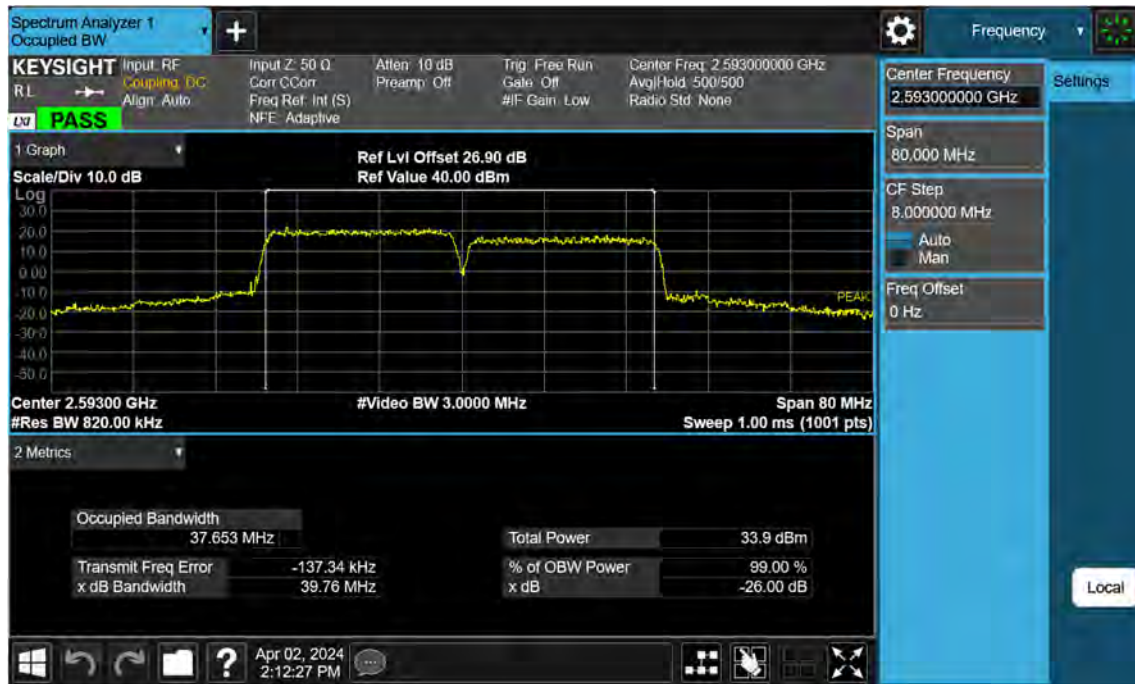 Spectrum Analyzer 1
Occupied BW
+
Frequency
KEYSIGHT
Input: RF
Input Z: 50 Ω
Atten: 10 dB
Trig: Free Run
Center Freq: 2.593000000 GHz
RL
Coupling: DC
Corr CCorr
Preamp: Off
Gate: Off
Avg|Hold: 500/500
Align: Auto
Freq Ref: Int (S)
#IF Gain: Low
Radio Std: None
LXI
PASS
NFE: Adaptive
Center Frequency
2.593000000 GHz
Settings
Span
80.000 MHz
CF Step
8.000000 MHz
Auto
Man
Freq Offset
0 Hz
Local
1 Graph
Ref Lvl Offset 26.90 dB
Scale/Div 10.0 dB
Ref Value 40.00 dBm
Log
30.0
20.0
10.0
0.00
-10.0
-20.0
-30.0
-40.0
-50.0
PEAK
Center 2.59300 GHz
#Video BW 3.0000 MHz
Span 80 MHz
#Res BW 820.00 kHz
Sweep 1.00 ms (1001 pts)
2 Metrics
Occupied Bandwidth
37.653 MHz
Total Power
33.9 dBm
Transmit Freq Error
-137.34 kHz
% of OBW Power
99.00 %
x dB Bandwidth
39.76 MHz
x dB
-26.00 dB
?
Apr 02, 2024
2:12:27 PM